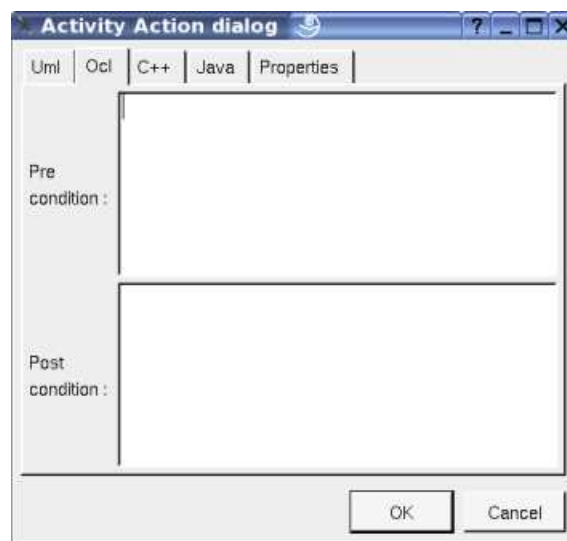 Activity Action dialog ? _ □ X
Uml Ocl C++ Java Properties
Pre
condition :
Post
condition :
OK Cancel